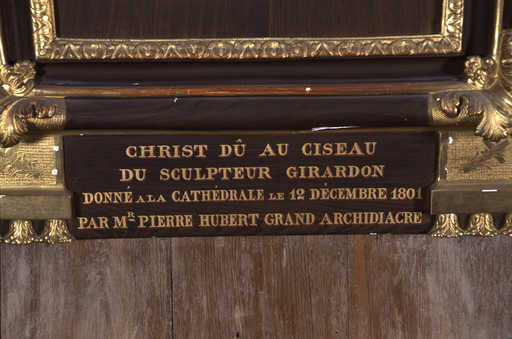 CHRIST DÛ AU CISEAU
DU SCULPTEUR GIRARDON
DONNÉ A LA CATHÉDRALE LE 12 DÉCEMBRE 1801
PAR MR PIERRE HUBERT GRAND ARCHIDIACRE